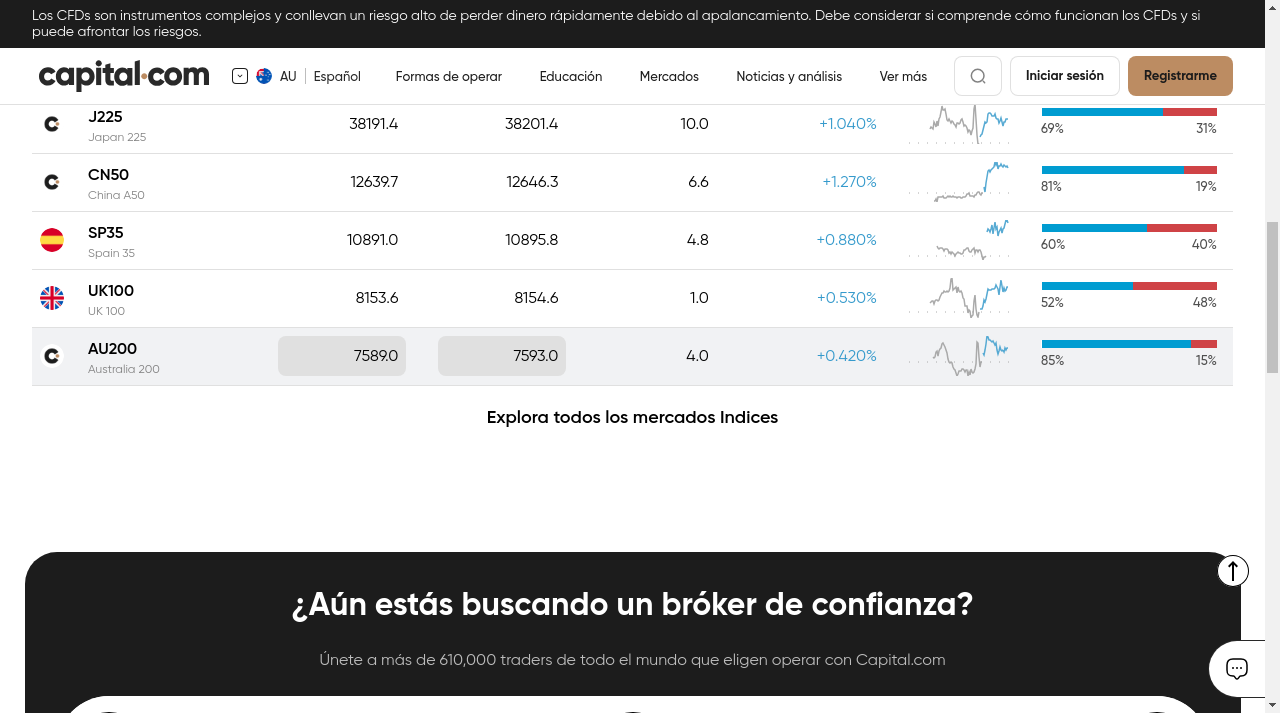 Los CFDs son instrumentos complejos y conllevan un riesgo alto de perder dinero rápidamente debido al apalancamiento. Debe considerar si comprende cómo funcionan los CFDs y si
puede afrontar los riesgos.
capital.com AU Español Formas de operar Educación Mercados Noticias y análisis Ver más Iniciar sesión Registrarme
J225 38191.4 38201.4 10.0 +1.040%
Japan 225 69% 31%
CN50 12639.7 12646.3 6.6 +1.270%
China A50 81% 19%
SP35 10891.0 10895.8 4.8 +0.880%
Spain 35 60% 40%
UK100 8153.6 8154.6 1.0 +0.530%
UK 100 52% 48%
AU200 7589.0 7593.0 4.0 +0.420%
Australia 200 85% 15%
Explora todos los mercados Indices
¿Aún estás buscando un bróker de confianza?
Únete a más de 610,000 traders de todo el mundo que eligen operar con Capital.com